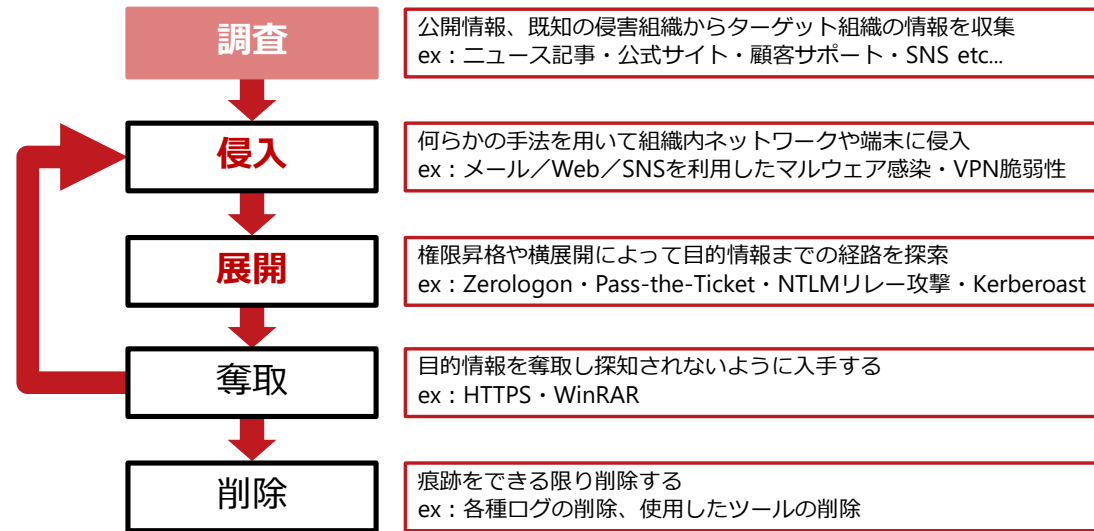 調査
公開情報、既知の侵害組織からターゲット組織の情報を収集
ex：ニュース記事・公式サイト・顧客サポート・SNS etc...
侵入
何らかの手法を用いて組織内ネットワークや端末に侵入
ex：メール／Web／SNSを利用したマルウェア感染・VPN脆弱性
展開
権限昇格や横展開によって目的情報までの経路を探索
ex：Zerologon・Pass-the-Ticket・NTLMリレー攻撃・Kerberoast
奪取
目的情報を奪取し探知されないように入手する
ex：HTTPS・WinRAR
削除
痕跡をできる限り削除する
ex：各種ログの削除、使用したツールの削除